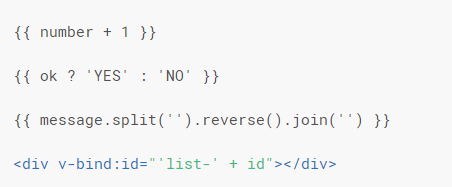 {{ number + 1 }}
{{ ok ? 'YES' : 'NO' }}
{{ message.split('').reverse().join('') }}
<div v-bind:id="'list-' + id"></div>